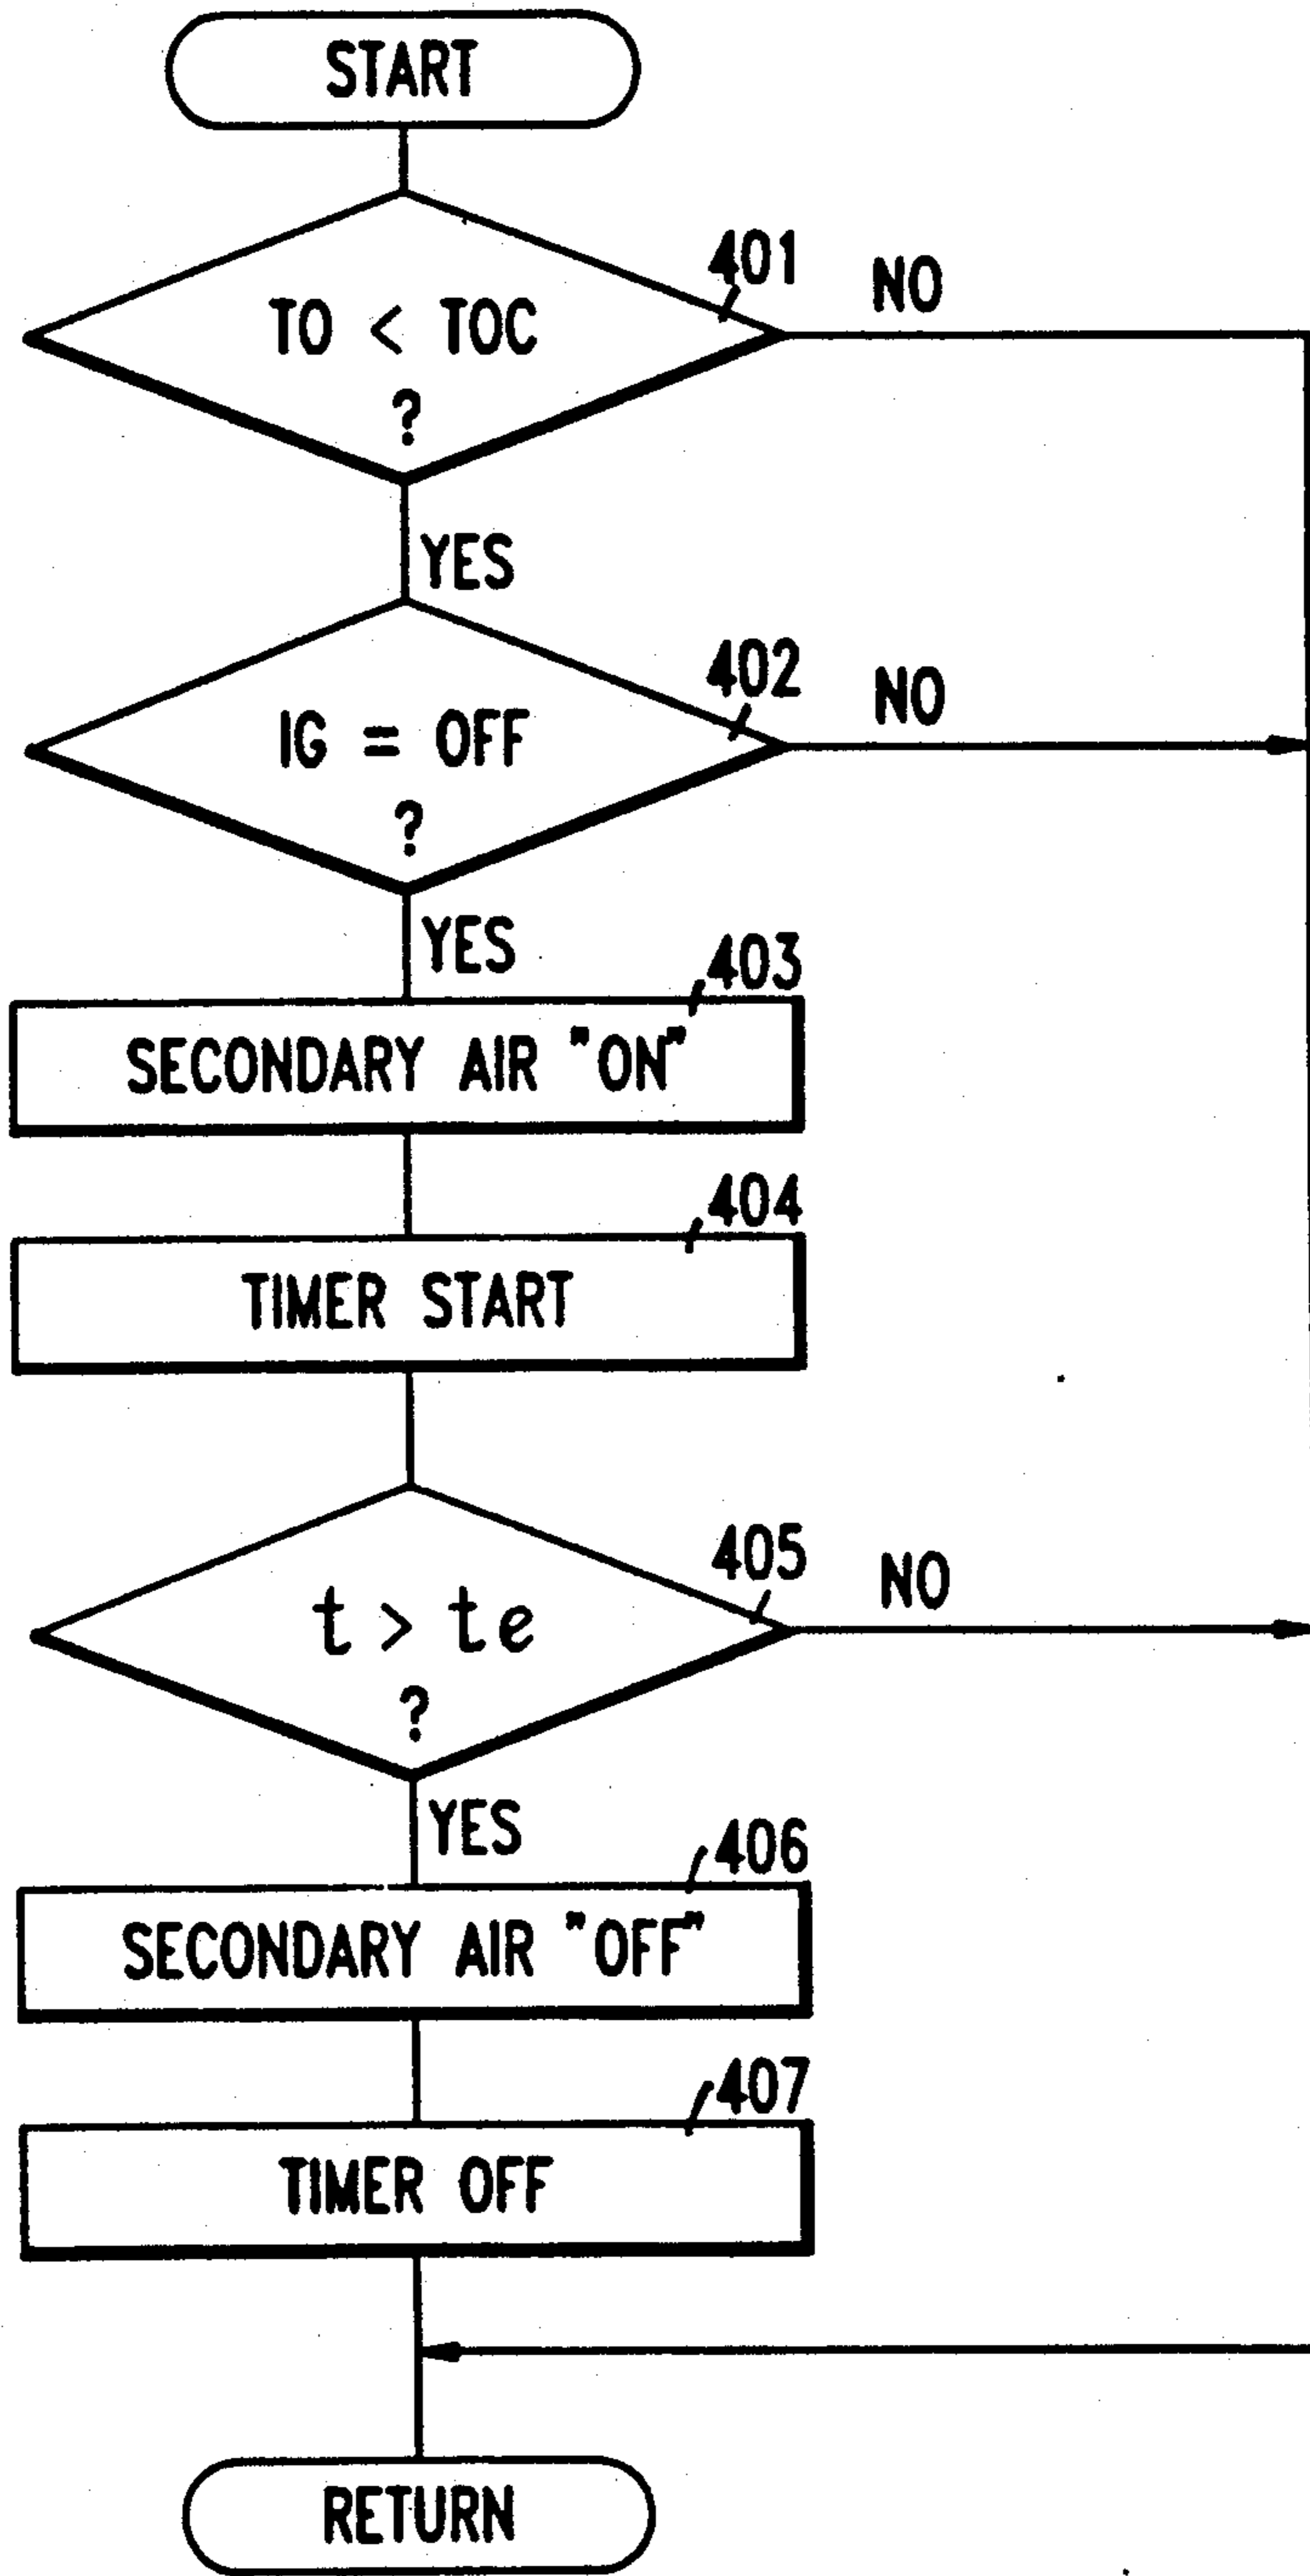 START
401
NO
TO < TOC
?
YES
402
NO
IG = OFF
?
YES
403
SECONDARY AIR "ON"
404
TIMER START
405
NO
t > te
?
YES
406
SECONDARY AIR "OFF"
407
TIMER OFF
RETURN